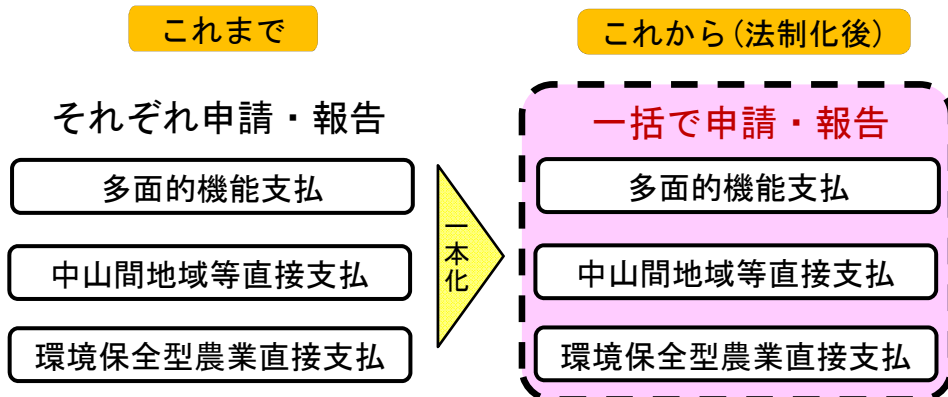 これまで
それぞれ申請・報告
多面的機能支払
中山間地域等直接支払
環境保全型農業直接支払
一本化
これから(法制化後)
一括で申請・報告
多面的機能支払
中山間地域等直接支払
環境保全型農業直接支払